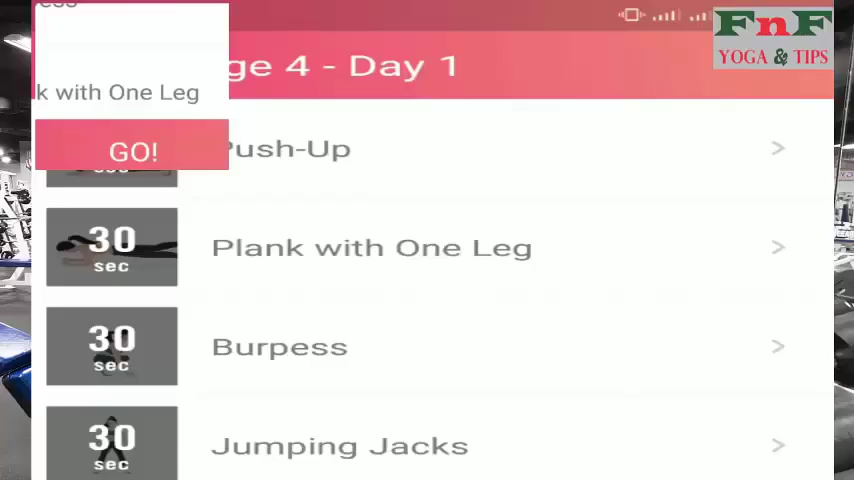 ess
k with One Leg
GO!
ge 4 - Day 1
FnF
YOGA & TIPS
Push-Up
30
sec
Plank with One Leg
30
sec
Burpess
30
sec
Jumping Jacks